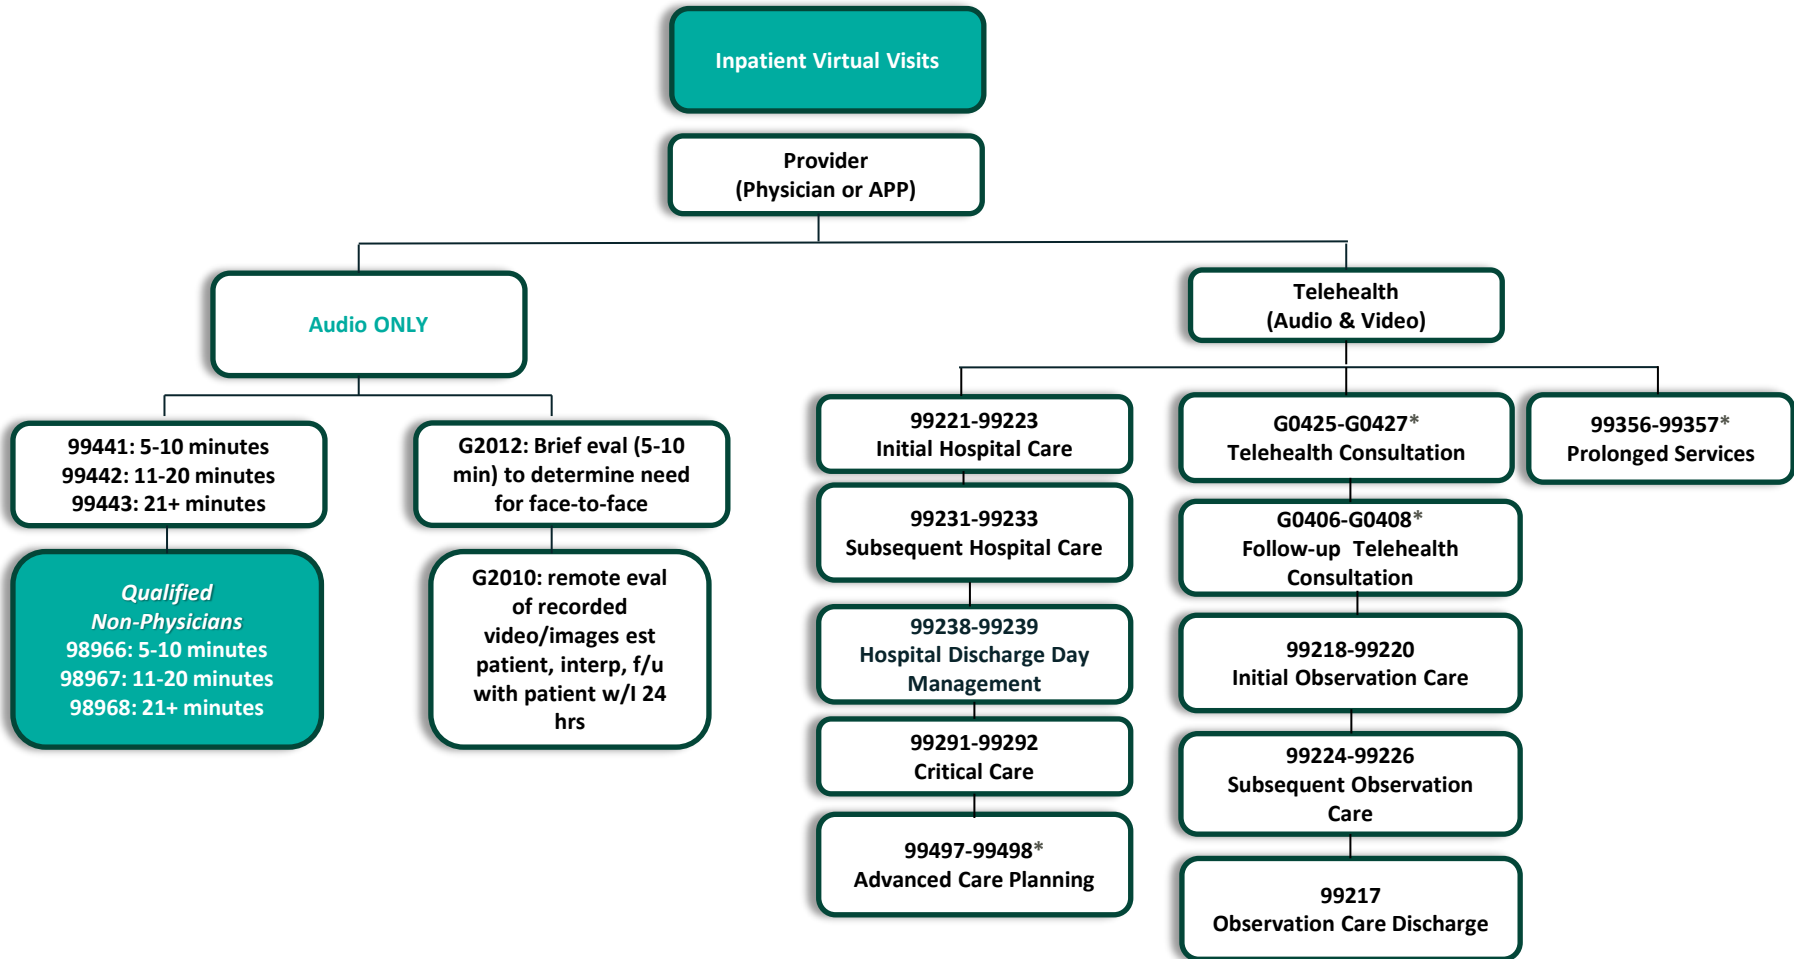 Inpatient Virtual Visits
Provider
(Physician or APP)
Audio ONLY
Telehealth
(Audio & Video)
99441: 5-10 minutes
99442: 11-20 minutes
99443: 21+ minutes
Qualified
Non-Physicians
98966: 5-10 minutes
98967: 11-20 minutes
98968: 21+ minutes
G2012: Brief eval (5-10
min) to determine need
for face-to-face
G2010: remote eval
of recorded
video/images est
patient, interp, f/u
with patient w/I 24
hrs
99221-99223
Initial Hospital Care
99231-99233
Subsequent Hospital Care
99238-99239
Hospital Discharge Day
Management
99291-99292
Critical Care
99497-99498*
Advanced Care Planning
G0425-G0427*
Telehealth Consultation
G0406-G0408*
Follow-up Telehealth
Consultation
99218-99220
Initial Observation Care
99224-99226
Subsequent Observation
Care
99217
Observation Care Discharge
99356-99357*
Prolonged Services